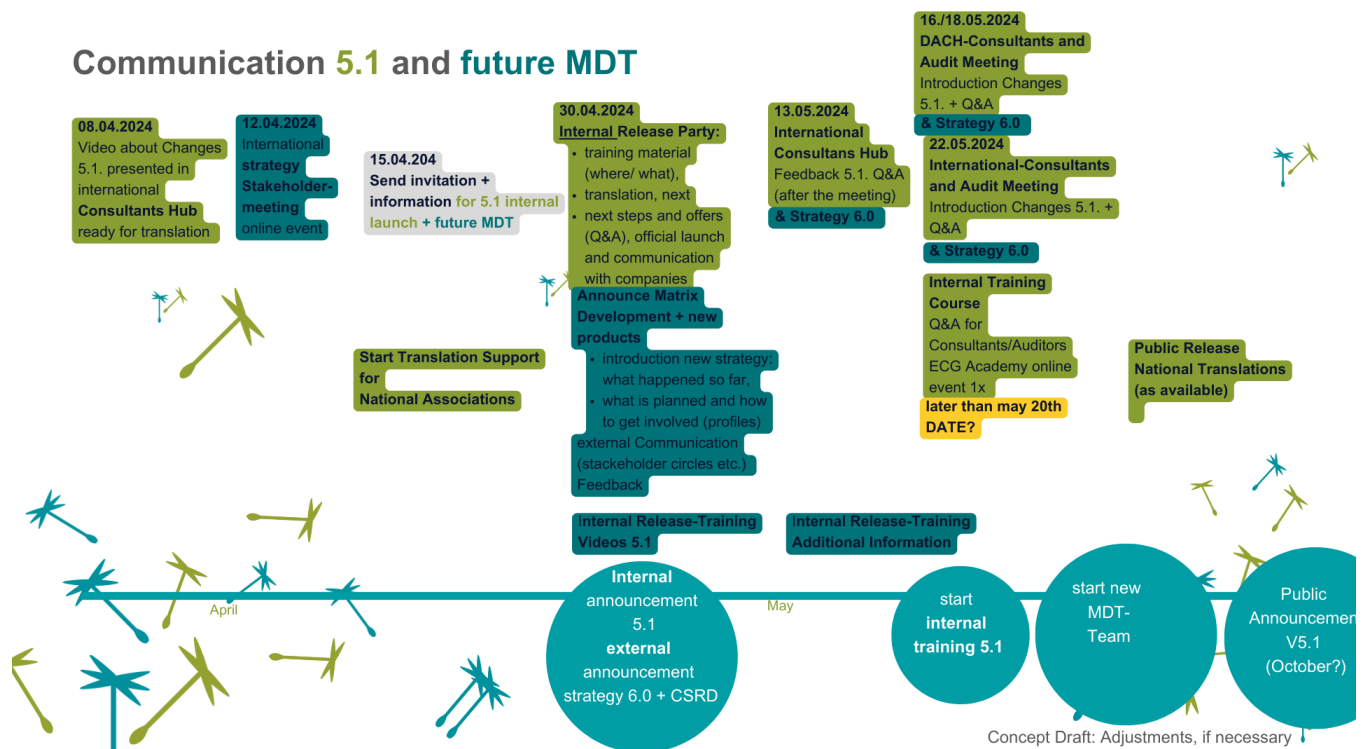 Communication 5.1 and future MDT
08.04.2024
Video about Changes
5.1. presented in
international
Consultants Hub
ready for translation
12.04.2024
International
strategy
Stakeholder-
meeting
online event
15.04.204
Send invitation +
information for 5.1 internal
launch + future MDT
Start Translation Support
for
National Associations
30.04.2024
Internal Release Party:
• training material
(where/ what),
• translation, next
• next steps and offers
(Q&A), official launch
and communication
with companies
Announce Matrix
Development + new
products
• introduction new strategy:
what happened so far,
• what is planned and how
to get involved (profiles)
external Communication
(stackeholder circles etc.)
Feedback
Internal Release-Training
Videos 5.1
13.05.2024
International
Consultans Hub
Feedback 5.1. Q&A
(after the meeting)
& Strategy 6.0
Internal Release-Training
Additional Information
16./18.05.2024
DACH-Consultants and
Audit Meeting
Introduction Changes
5.1. + Q&A
& Strategy 6.0
22.05.2024
International-Consultants
and Audit Meeting
Introduction Changes 5.1. +
Q&A
& Strategy 6.0
Internal Training
Course
Q&A for
Consultants/Auditors
ECG Academy online
event 1x
later than may 20th
DATE?
Public Release
National Translations
(as available)
April
Internal
announcement
5.1
external
announcement
strategy 6.0 + CSRD
May
start
internal
training 5.1
start new
MDT-
Team
Public
Announcemen
V5.1
(October?)
Concept Draft: Adjustments, if necessary